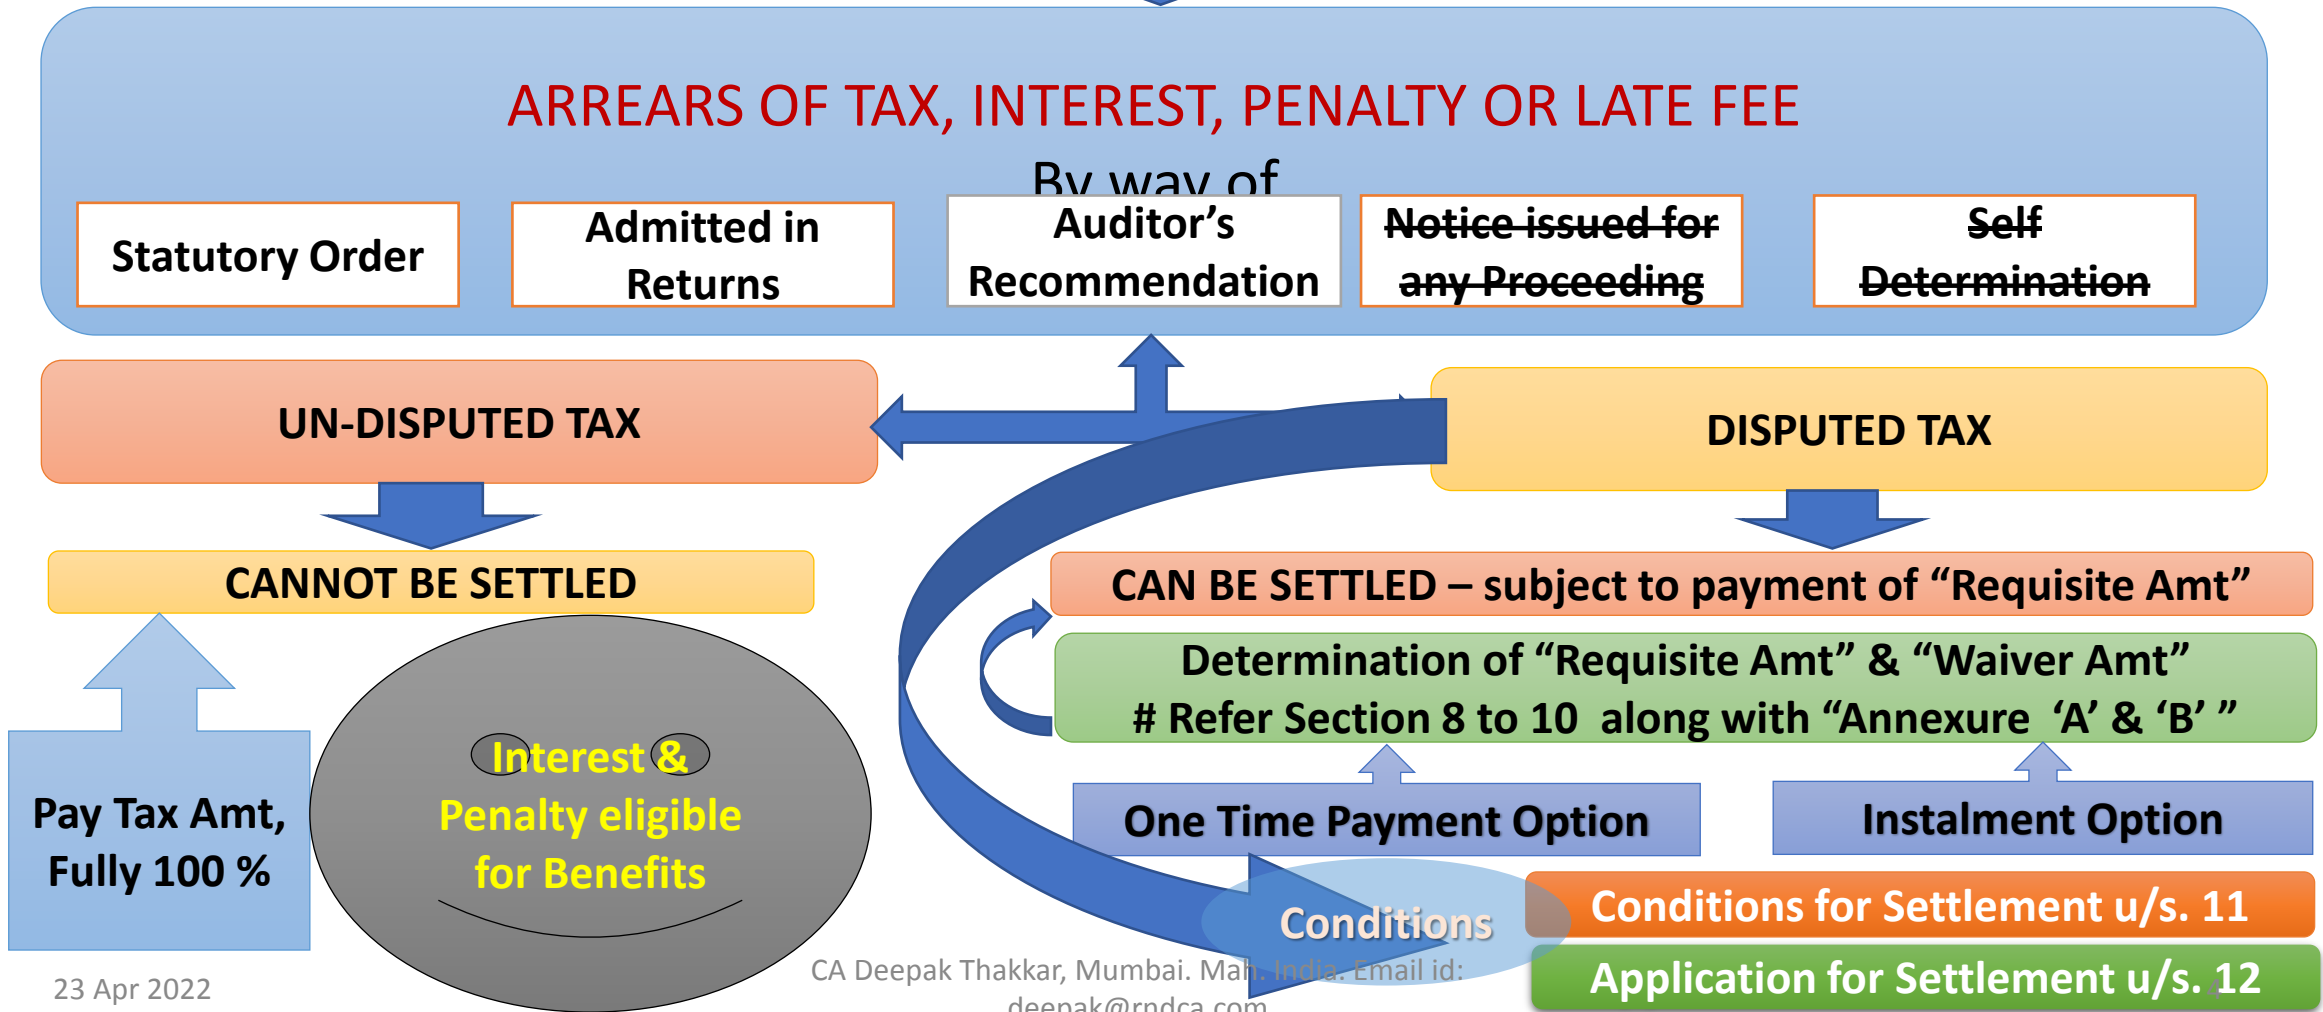 ARREARS OF TAX, INTEREST, PENALTY OR LATE FEE
By way of
Statutory Order
Admitted in
Returns
Auditor’s
Recommendation
Notice issued for
any Proceeding
Self
Determination
UN-DISPUTED TAX
DISPUTED TAX
CANNOT BE SETTLED
CAN BE SETTLED – subject to payment of “Requisite Amt”
Determination of “Requisite Amt” & “Waiver Amt”
# Refer Section 8 to 10 along with “Annexure ‘A’ & ‘B’ ”
Pay Tax Amt,
Fully 100 %
Interest &
Penalty eligible
for Benefits
One Time Payment Option
Instalment Option
Conditions
Conditions for Settlement u/s. 11
Application for Settlement u/s. 12
23 Apr 2022
CA Deepak Thakkar, Mumbai. Mah. India. Email id:
deepak@rndca.com